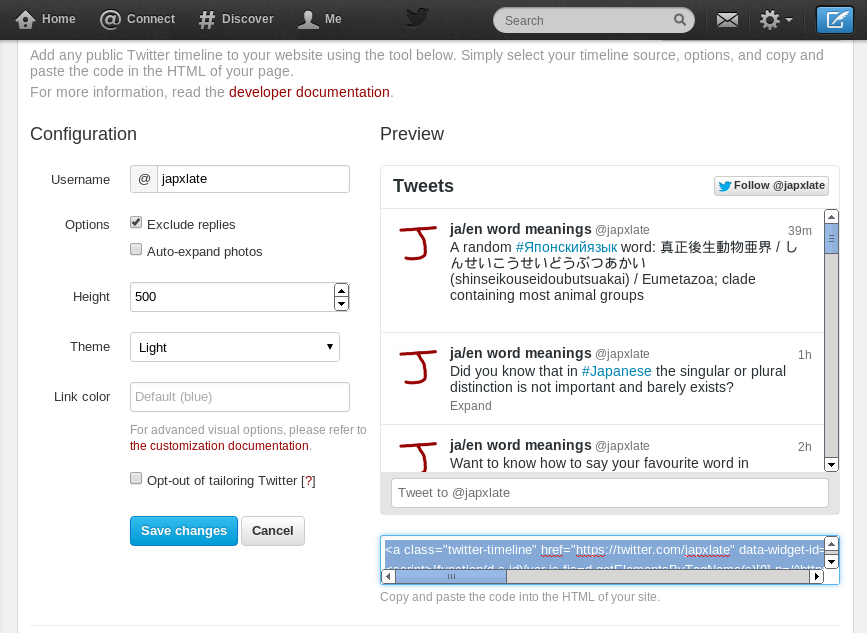 Home Connect Discover Me Search
Add any public Twitter timeline to your website using the tool below. Simply select your timeline source, options, and copy and
paste the code in the HTML of your page.
For more information, read the developer documentation.
Configuration
Username @ japxlate
Options Exclude replies
Auto-expand photos
Height 500
Theme Light
Link color Default (blue)
For advanced visual options, please refer to
the customization documentation.
Opt-out of tailoring Twitter [?]
Save changes Cancel
Preview
Tweets Follow @japxlate
ja/en word meanings @japxlate 39m
A random #Японскийязык word: 真正後生動物亜界 / し
んせいこうせいどうぶつあかい
(shinseikouseidoubutsuakai) / Eumetazoa; clade
containing most animal groups
ja/en word meanings @japxlate 1h
Did you know that in #Japanese the singular or plural
distinction is not important and barely exists?
Expand
ja/en word meanings @japxlate 2h
Want to know how to say your favourite word in
Tweet to @japxlate
<a class="twitter-timeline" href="https://twitter.com/japxlate" data-widget-id=
Copy and paste the code into the HTML of your site.